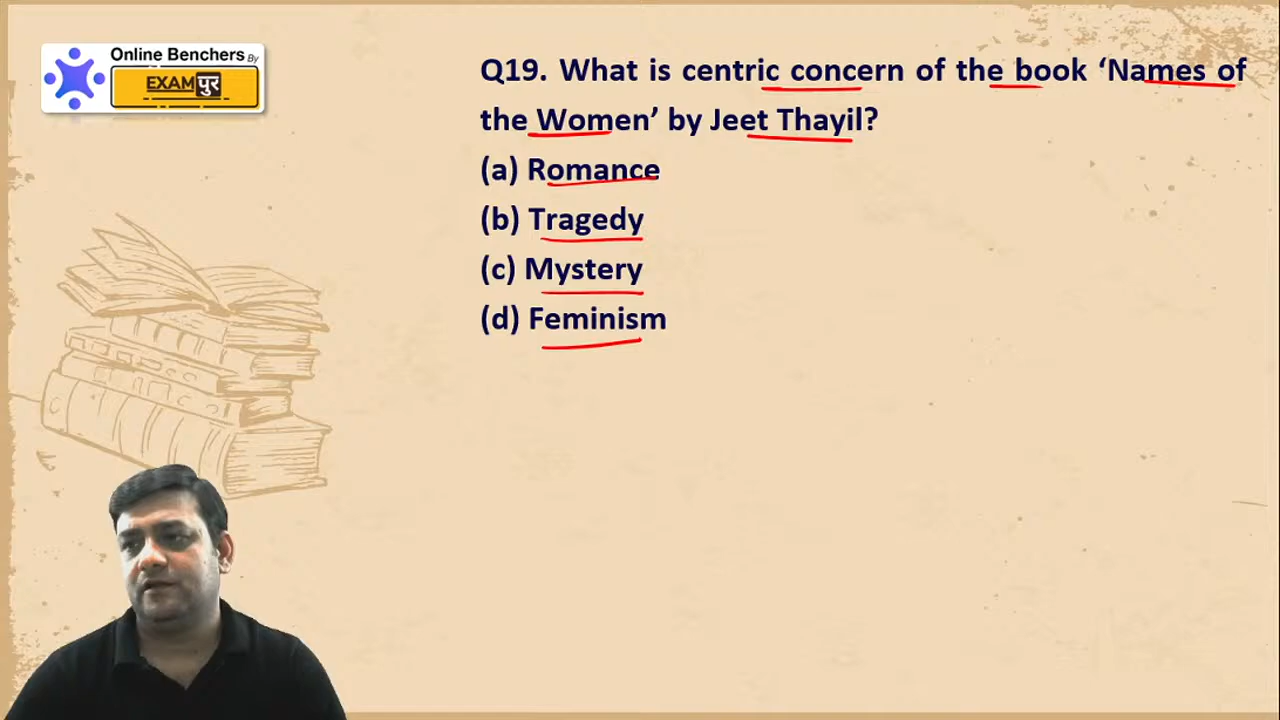 Online Benchers By
EXAMपुर
Q19. What is centric concern of the book ‘Names of
the Women’ by Jeet Thayil?
(a) Romance
(b) Tragedy
(c) Mystery
(d) Feminism